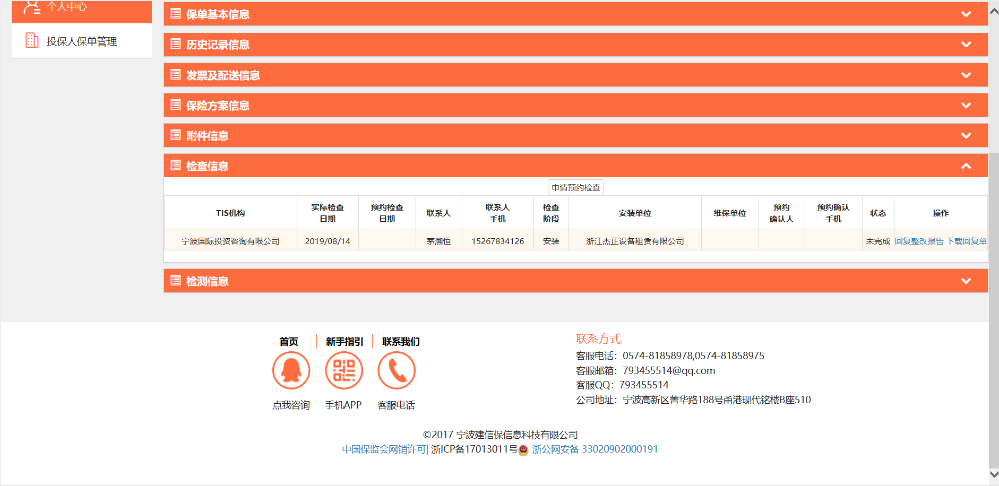 个人中心
投保人保单管理
保单基本信息
历史记录信息
发票及配送信息
保险方案信息
附件信息
检查信息
申请预约检查
TIS机构 实际检查日期 预约检查日期 联系人 联系人手机 检查阶段 安装单位 维保单位 预约确认人 预约确认手机 状态 操作
宁波国际投资咨询有限公司 2019/08/14 茅溯恒 15267834126 安装 浙江杰正设备租赁有限公司 未完成 回复整改报告 下载回复单
检测信息
首页 新手指引 联系我们
点我咨询 手机APP 客服电话
联系方式
客服电话：0574-81858978,0574-81858975
客服邮箱：793455514@qq.com
客服QQ：793455514
公司地址：宁波高新区菁华路188号甬港现代铭楼B座510
©2017 宁波建信保信息科技有限公司
中国保监会网销许可| 浙ICP备17013011号 浙公网安备 33020902000191